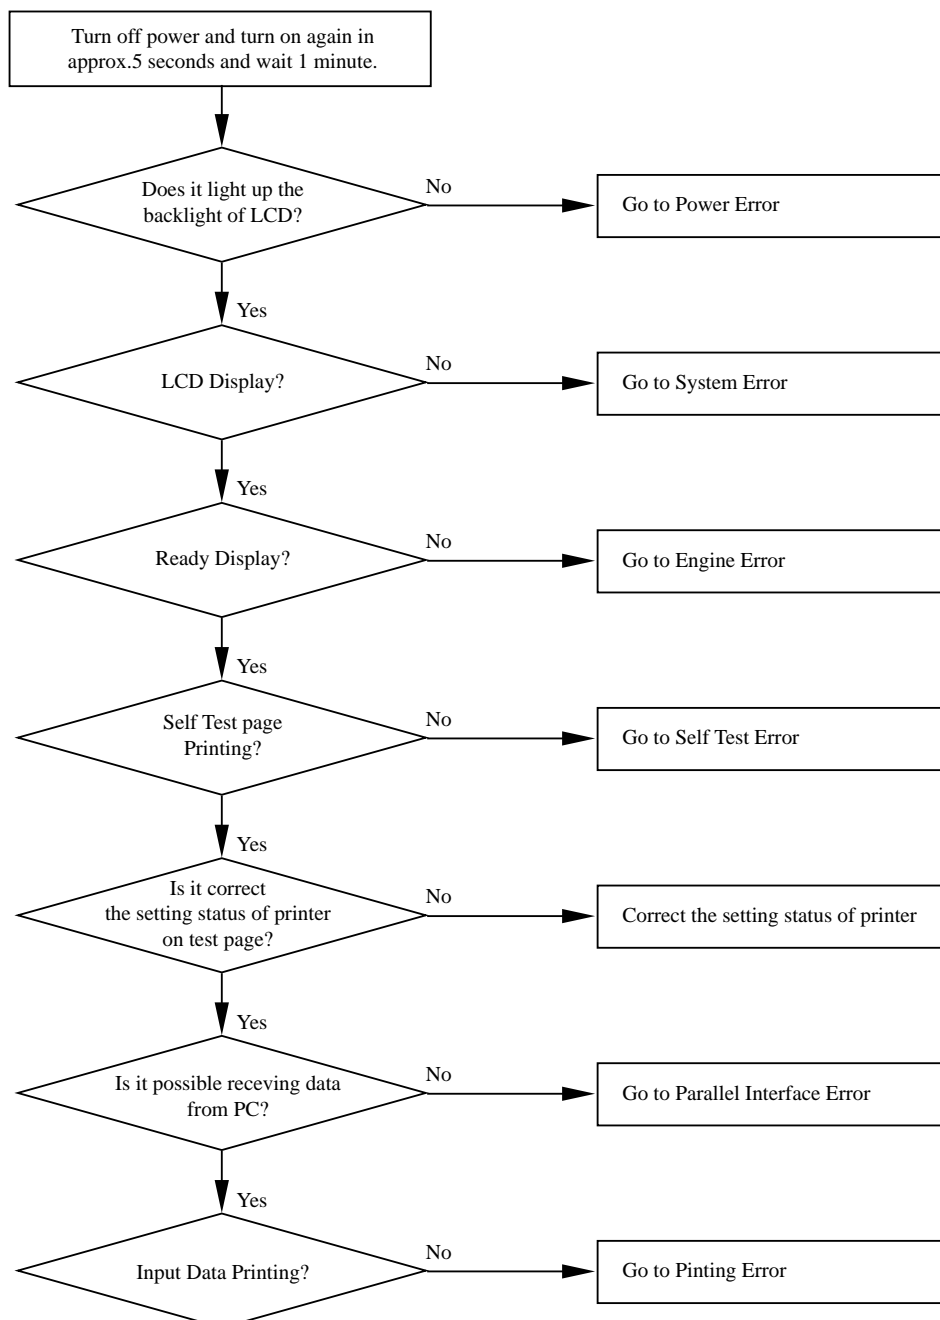 Turn off power and turn on again in
approx.5 seconds and wait 1 minute.
Does it light up the
backlight of LCD?
No
Go to Power Error
Yes
LCD Display?
No
Go to System Error
Yes
Ready Display?
No
Go to Engine Error
Yes
Self Test page
Printing?
No
Go to Self Test Error
Yes
Is it correct
the setting status of printer
on test page?
No
Correct the setting status of printer
Yes
Is it possible receving data
from PC?
No
Go to Parallel Interface Error
Yes
Input Data Printing?
No
Go to Pinting Error